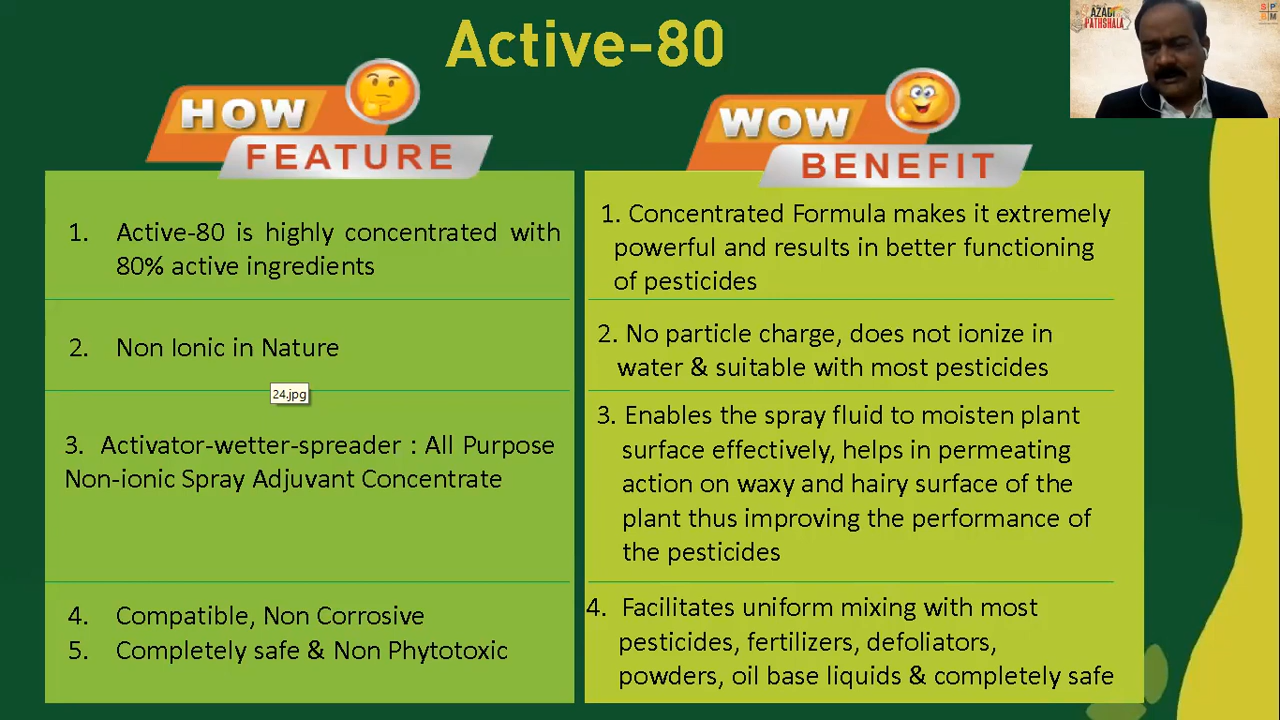 Active-80
AZADI
PATHSHALA
S P
B M
HOW
FEATURE
WOW
BENEFIT
1. Active-80 is highly concentrated with
80% active ingredients
1. Concentrated Formula makes it extremely
powerful and results in better functioning
of pesticides
2. Non Ionic in Nature
2. No particle charge, does not ionize in
water & suitable with most pesticides
24.jpg
3. Activator-wetter-spreader : All Purpose
Non-ionic Spray Adjuvant Concentrate
3. Enables the spray fluid to moisten plant
surface effectively, helps in permeating
action on waxy and hairy surface of the
plant thus improving the performance of
the pesticides
4. Compatible, Non Corrosive
5. Completely safe & Non Phytotoxic
4. Facilitates uniform mixing with most
pesticides, fertilizers, defoliators,
powders, oil base liquids & completely safe